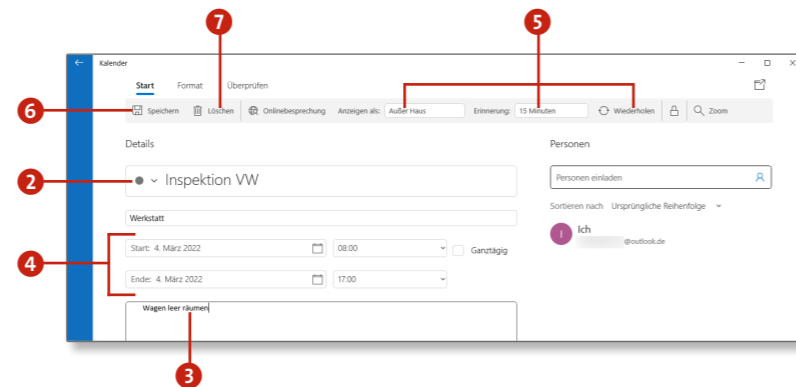 7
5
Kalender
Start Format Überprüfen
6
Speichern Löschen Onlinebesprechung Anzeigen als: Außer Haus Erinnerung: 15 Minuten Wiederholen Zoom
Details Personen
2
Inspektion VW
Personen einladen
Werkstatt
Sortieren nach Ursprüngliche Reihenfolge
I Ich
@outlook.de
4
Start: 4. März 2022 08:00 Ganztägig
Ende: 4. März 2022 17:00
Wagen leer räumen
3